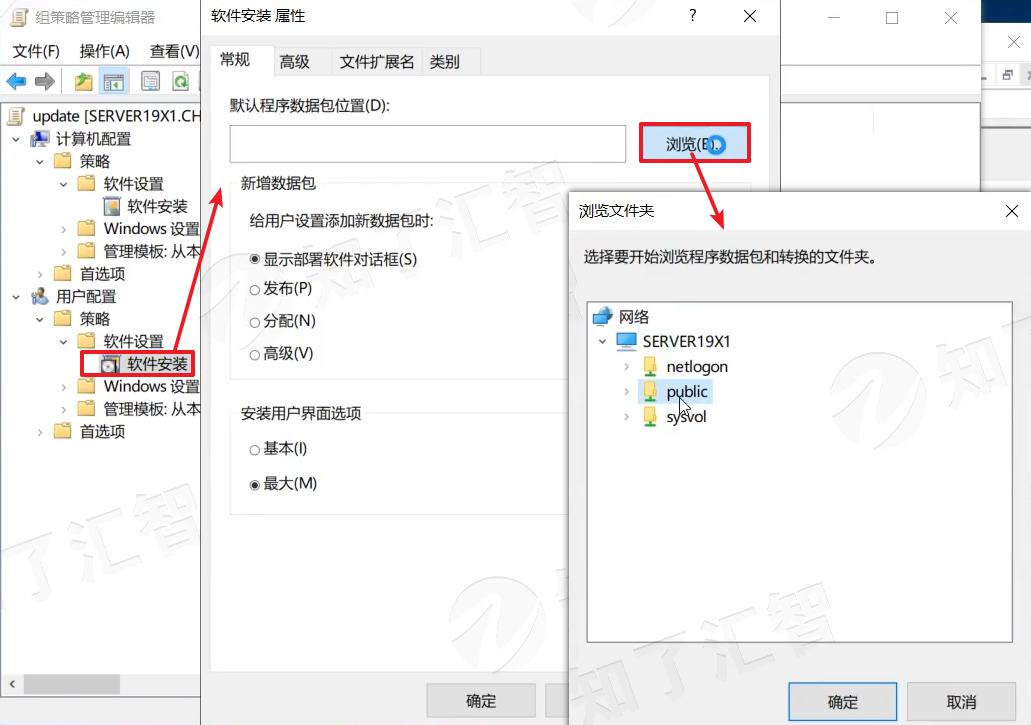 组策略管理编辑器
文件(F) 操作(A) 查看(V)
update [SERVER19X1.CH
计算机配置
策略
软件设置
软件安装
Windows 设置
管理模板: 从本
首选项
用户配置
策略
软件设置
软件安装
Windows 设置
管理模板: 从本
首选项
软件安装 属性
?
常规 高级 文件扩展名 类别
默认程序数据包位置(D):
浏览(
新增数据包
给用户设置添加新数据包时:
显示部署软件对话框(S)
发布(P)
分配(N)
高级(V)
安装用户界面选项
基本(I)
最大(M)
确定
浏览文件夹
选择要开始浏览程序数据包和转换的文件夹。
网络
SERVER19X1
netlogon
public
sysvol
确定 取消
知了汇智
知了汇智
知了汇智
知